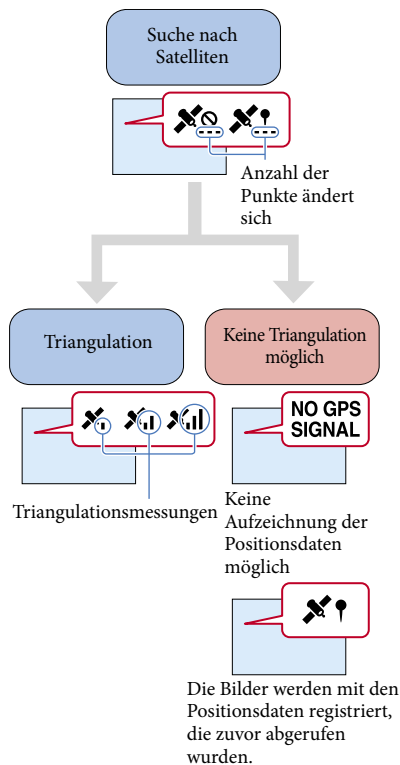 Suche nach
Satelliten
Anzahl der
Punkte ändert
sich
Triangulation
Keine Triangulation
möglich
NO GPS
SIGNAL
Triangulationsmessungen
Keine
Aufzeichnung der
Positionsdaten
möglich
Die Bilder werden mit den
Positionsdaten registriert,
die zuvor abgerufen
wurden.